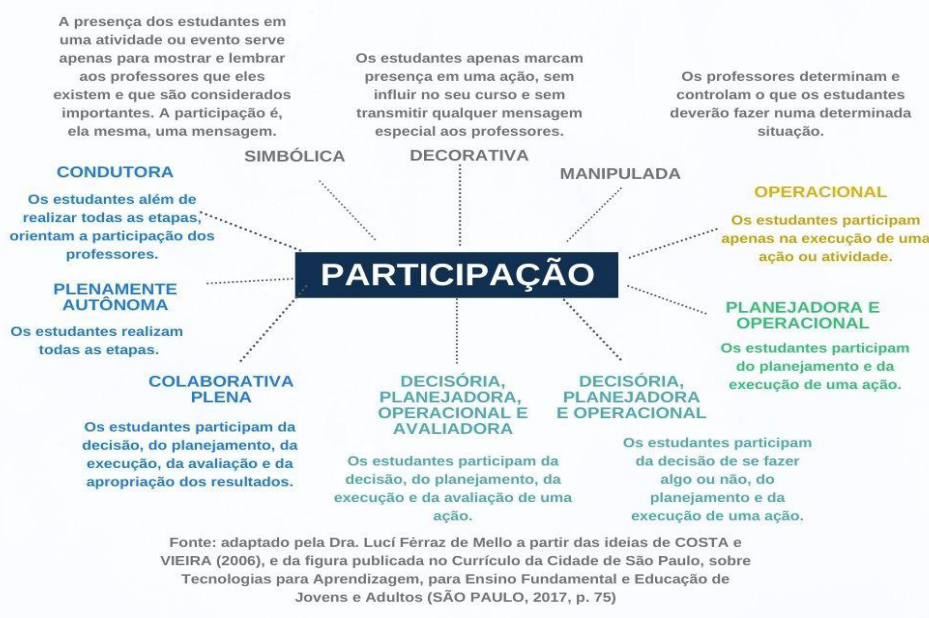 A presença dos estudantes em
uma atividade ou evento serve
apenas para mostrar e lembrar
aos professores que eles
existem e que são considerados
importantes. A participação é,
ela mesma, uma mensagem.
SIMBÓLICA
Os estudantes apenas marcam
presença em uma ação, sem
influir no seu curso e sem
transmitir qualquer mensagem
especial aos professores.
DECORATIVA
Os professores determinam e
controlam o que os estudantes
deverão fazer numa determinada
situação.
MANIPULADA
CONDUTORA
Os estudantes além de
realizar todas as etapas,
orientam a participação dos
professores.
OPERACIONAL
Os estudantes participam
apenas na execução de uma
ação ou atividade.
PARTICIPAÇÃO
PLENAMENTE
AUTÔNOMA
Os estudantes realizam
todas as etapas.
PLANEJADORA E
OPERACIONAL
Os estudantes participam
do planejamento e da
execução de uma ação.
COLABORATIVA
PLENA
Os estudantes participam da
decisão, do planejamento, da
execução, da avaliação e da
apropriação dos resultados.
DECISÓRIA,
PLANEJADORA,
OPERACIONAL E
AVALIADORA
Os estudantes participam da
decisão, do planejamento, da
execução e da avaliação de uma
ação.
DECISÓRIA,
PLANEJADORA
E OPERACIONAL
Os estudantes participam
da decisão de se fazer
algo ou não, do
planejamento e da
execução de uma ação.
Fonte: adaptado pela Dra. Lucí Férraz de Mello a partir das ideias de COSTA e
VIEIRA (2006), e da figura publicada no Currículo da Cidade de São Paulo, sobre
Tecnologias para Aprendizagem, para Ensino Fundamental e Educação de
Jovens e Adultos (SÃO PAULO, 2017, p. 75)